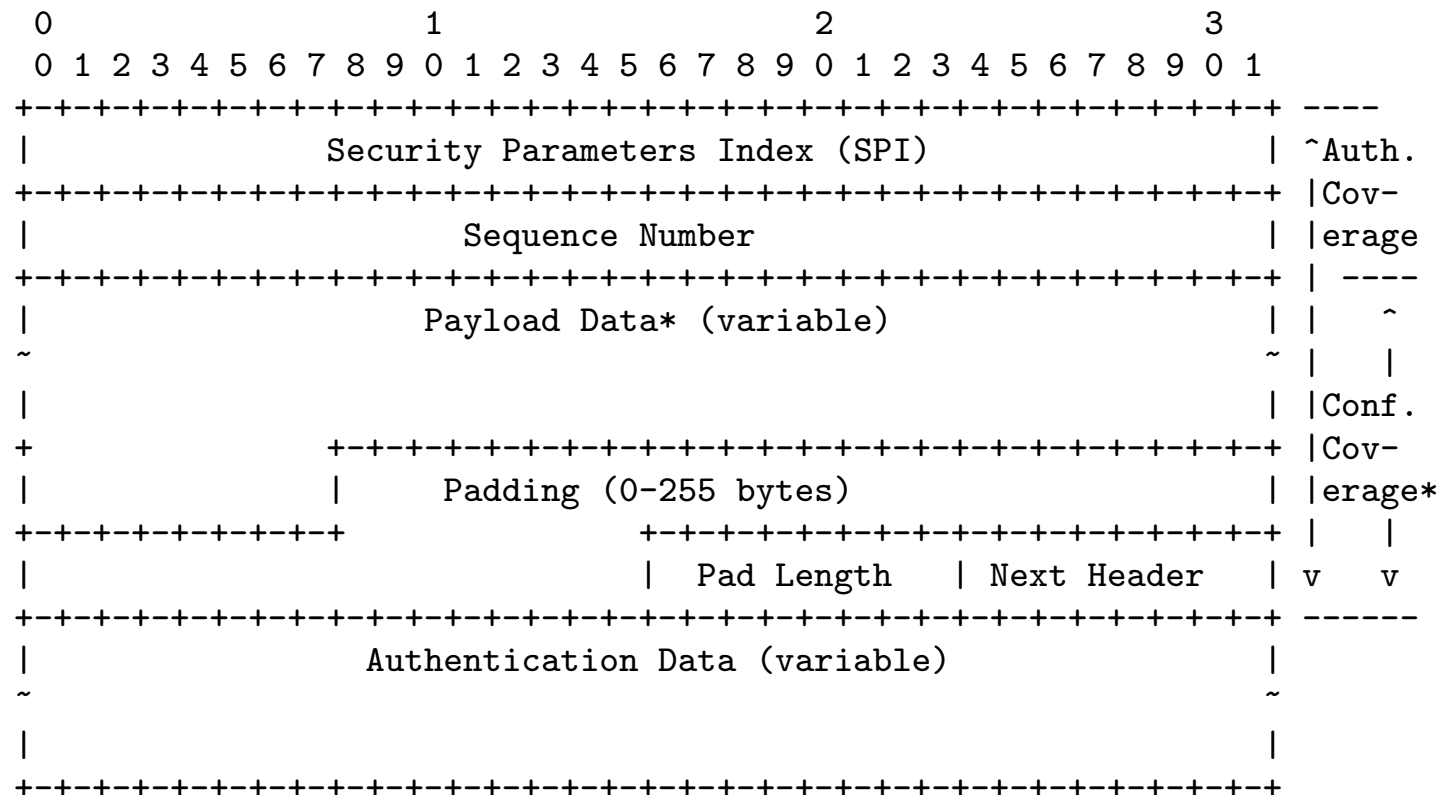 0                   1                   2                   3
 0 1 2 3 4 5 6 7 8 9 0 1 2 3 4 5 6 7 8 9 0 1 2 3 4 5 6 7 8 9 0 1
+-+-+-+-+-+-+-+-+-+-+-+-+-+-+-+-+-+-+-+-+-+-+-+-+-+-+-+-+-+-+-+-+ ----
|               Security Parameters Index (SPI)                 | ^Auth.
+-+-+-+-+-+-+-+-+-+-+-+-+-+-+-+-+-+-+-+-+-+-+-+-+-+-+-+-+-+-+-+-+ |Cov-
|                      Sequence Number                          | |erage
+-+-+-+-+-+-+-+-+-+-+-+-+-+-+-+-+-+-+-+-+-+-+-+-+-+-+-+-+-+-+-+-+ | ----
|                    Payload Data* (variable)                   | |   ^
~                                                               ~ |   |
|                                                               | |Conf.
+               +-+-+-+-+-+-+-+-+-+-+-+-+-+-+-+-+-+-+-+-+-+-+-+-+ |Cov-
|               |     Padding (0-255 bytes)                     | |erage*
+-+-+-+-+-+-+-+-+               +-+-+-+-+-+-+-+-+-+-+-+-+-+-+-+-+ |   |
|                               |  Pad Length   | Next Header   | v   v
+-+-+-+-+-+-+-+-+-+-+-+-+-+-+-+-+-+-+-+-+-+-+-+-+-+-+-+-+-+-+-+-+ ------
|                 Authentication Data (variable)                |
~                                                               ~
|                                                               |
+-+-+-+-+-+-+-+-+-+-+-+-+-+-+-+-+-+-+-+-+-+-+-+-+-+-+-+-+-+-+-+-+